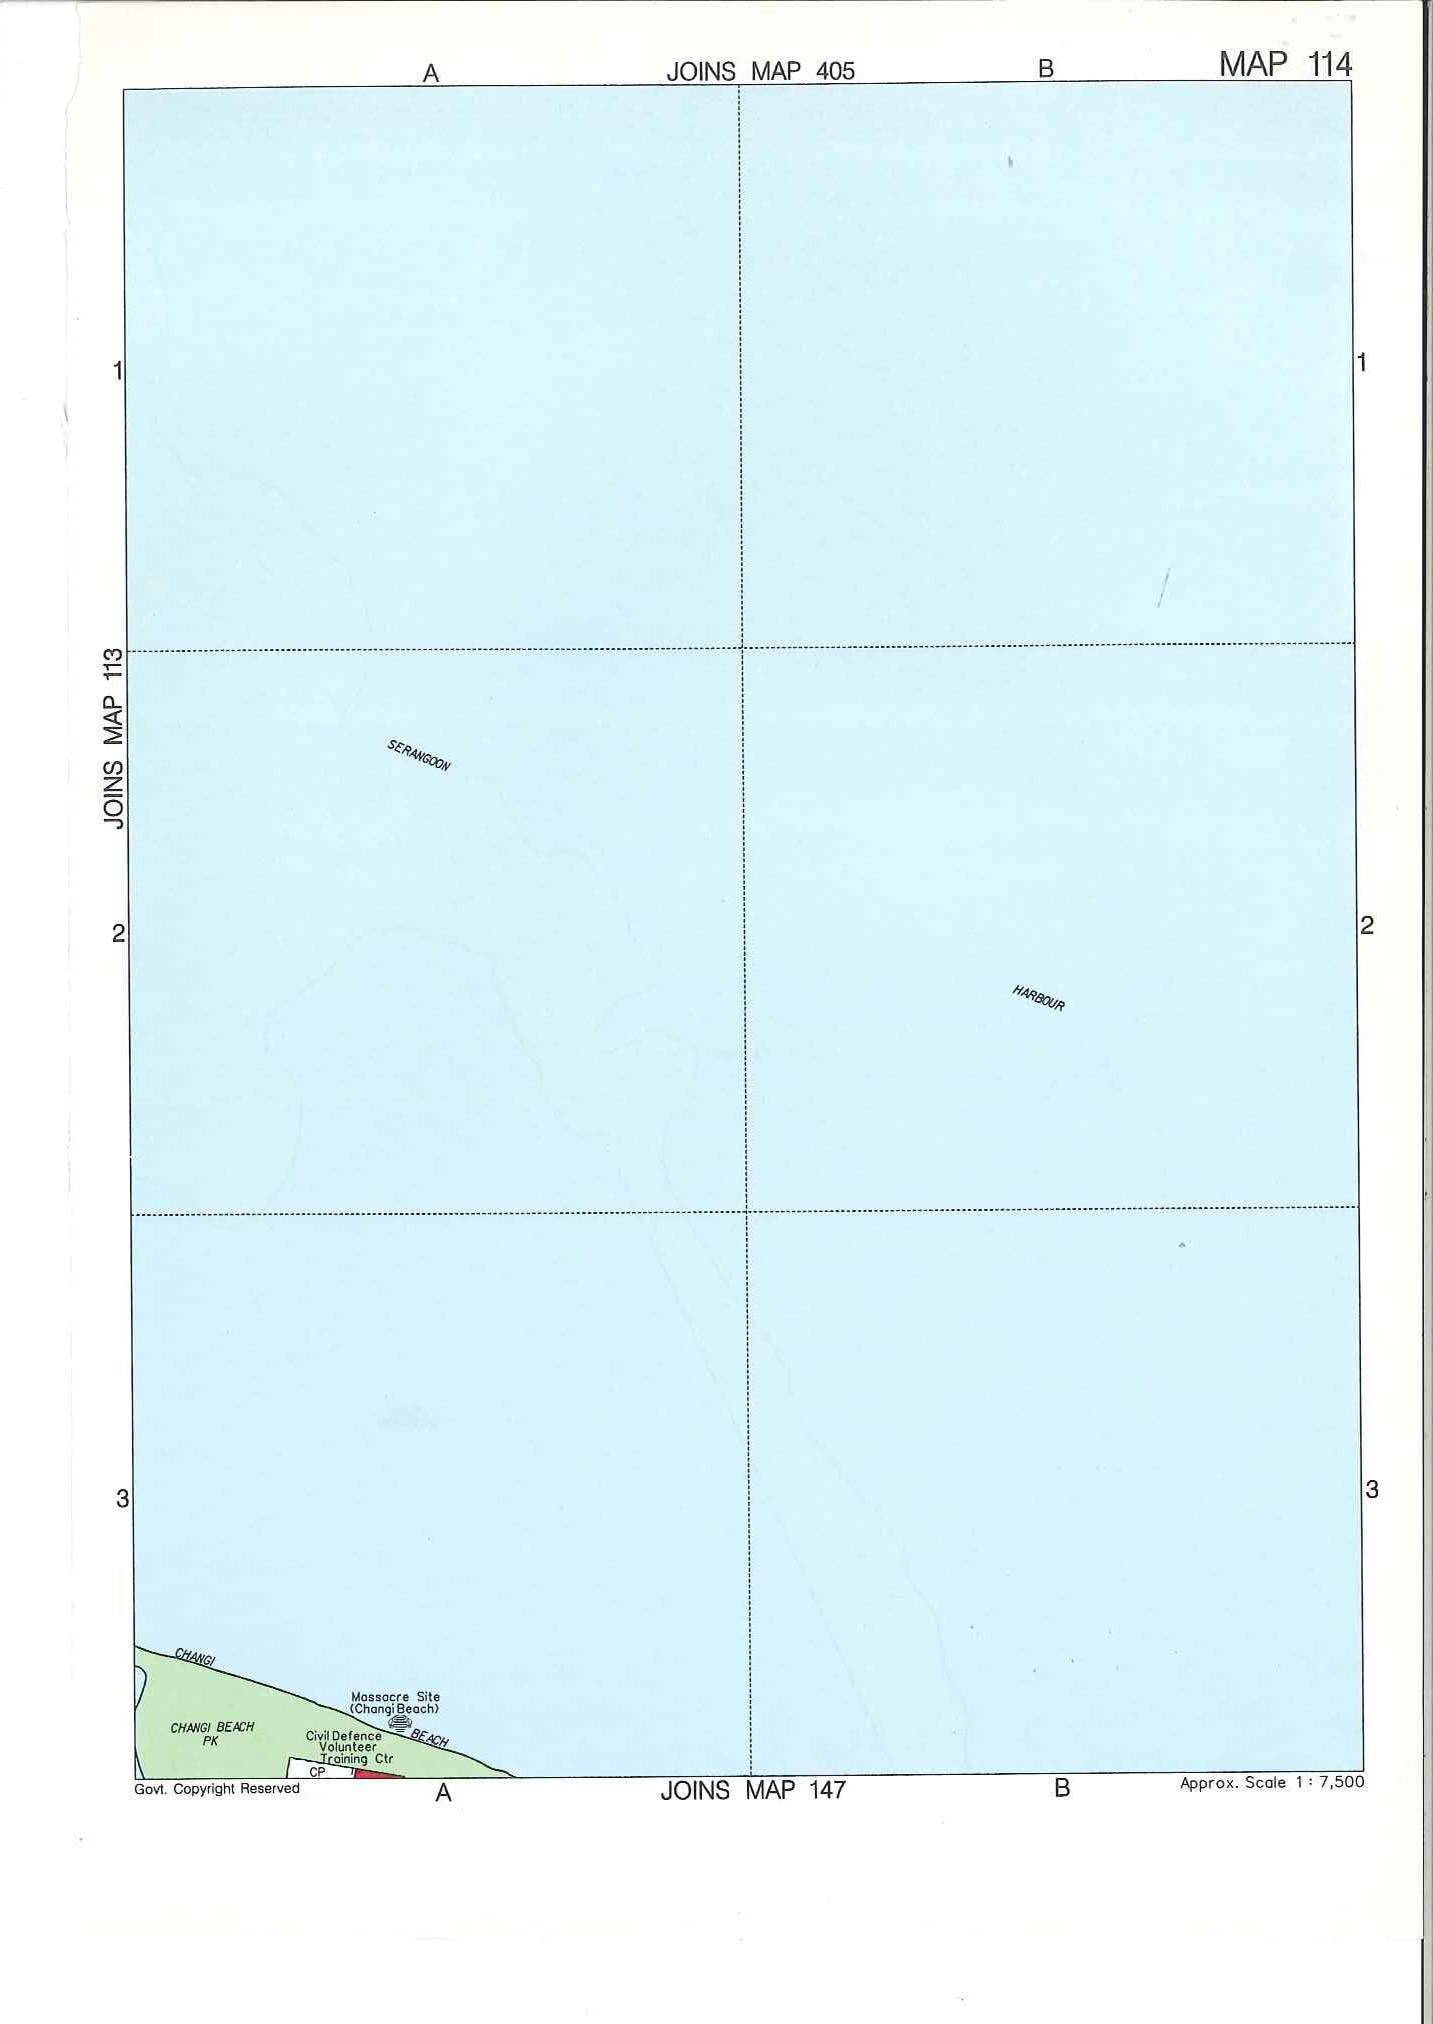 A
JOINS MAP 405
B
MAP 114
1
1
JOINS MAP 113
SERANGOON
2
2
HARBOUR
3
3
CHANGI
Massacre Site
(Changi Beach)
CHANGI BEACH
PK
BEACH
Civil Defence
Volunteer
Training Ctr
CP
Govt. Copyright Reserved
A
JOINS MAP 147
B
Approx. Scale 1 : 7,500